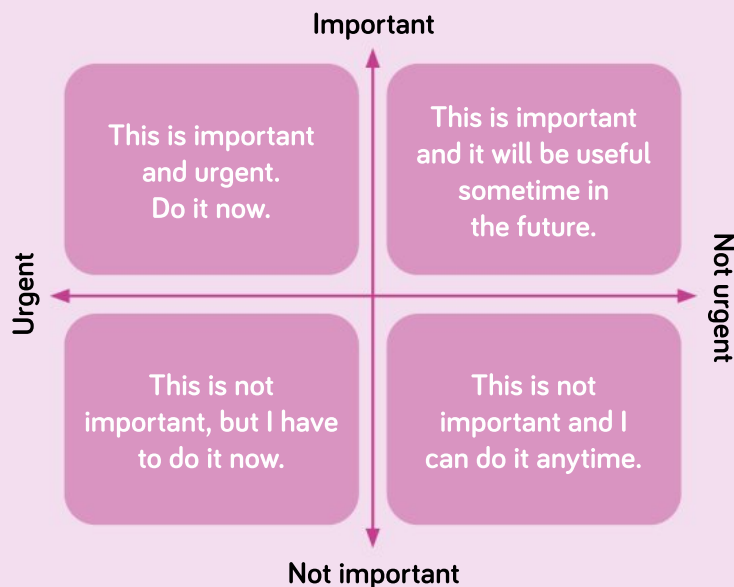 Important
This is important
and urgent.
Do it now.
This is important
and it will be useful
sometime in
the future.
Urgent
Not urgent
This is not
important, but I have
to do it now.
This is not
important and I
can do it anytime.
Not important